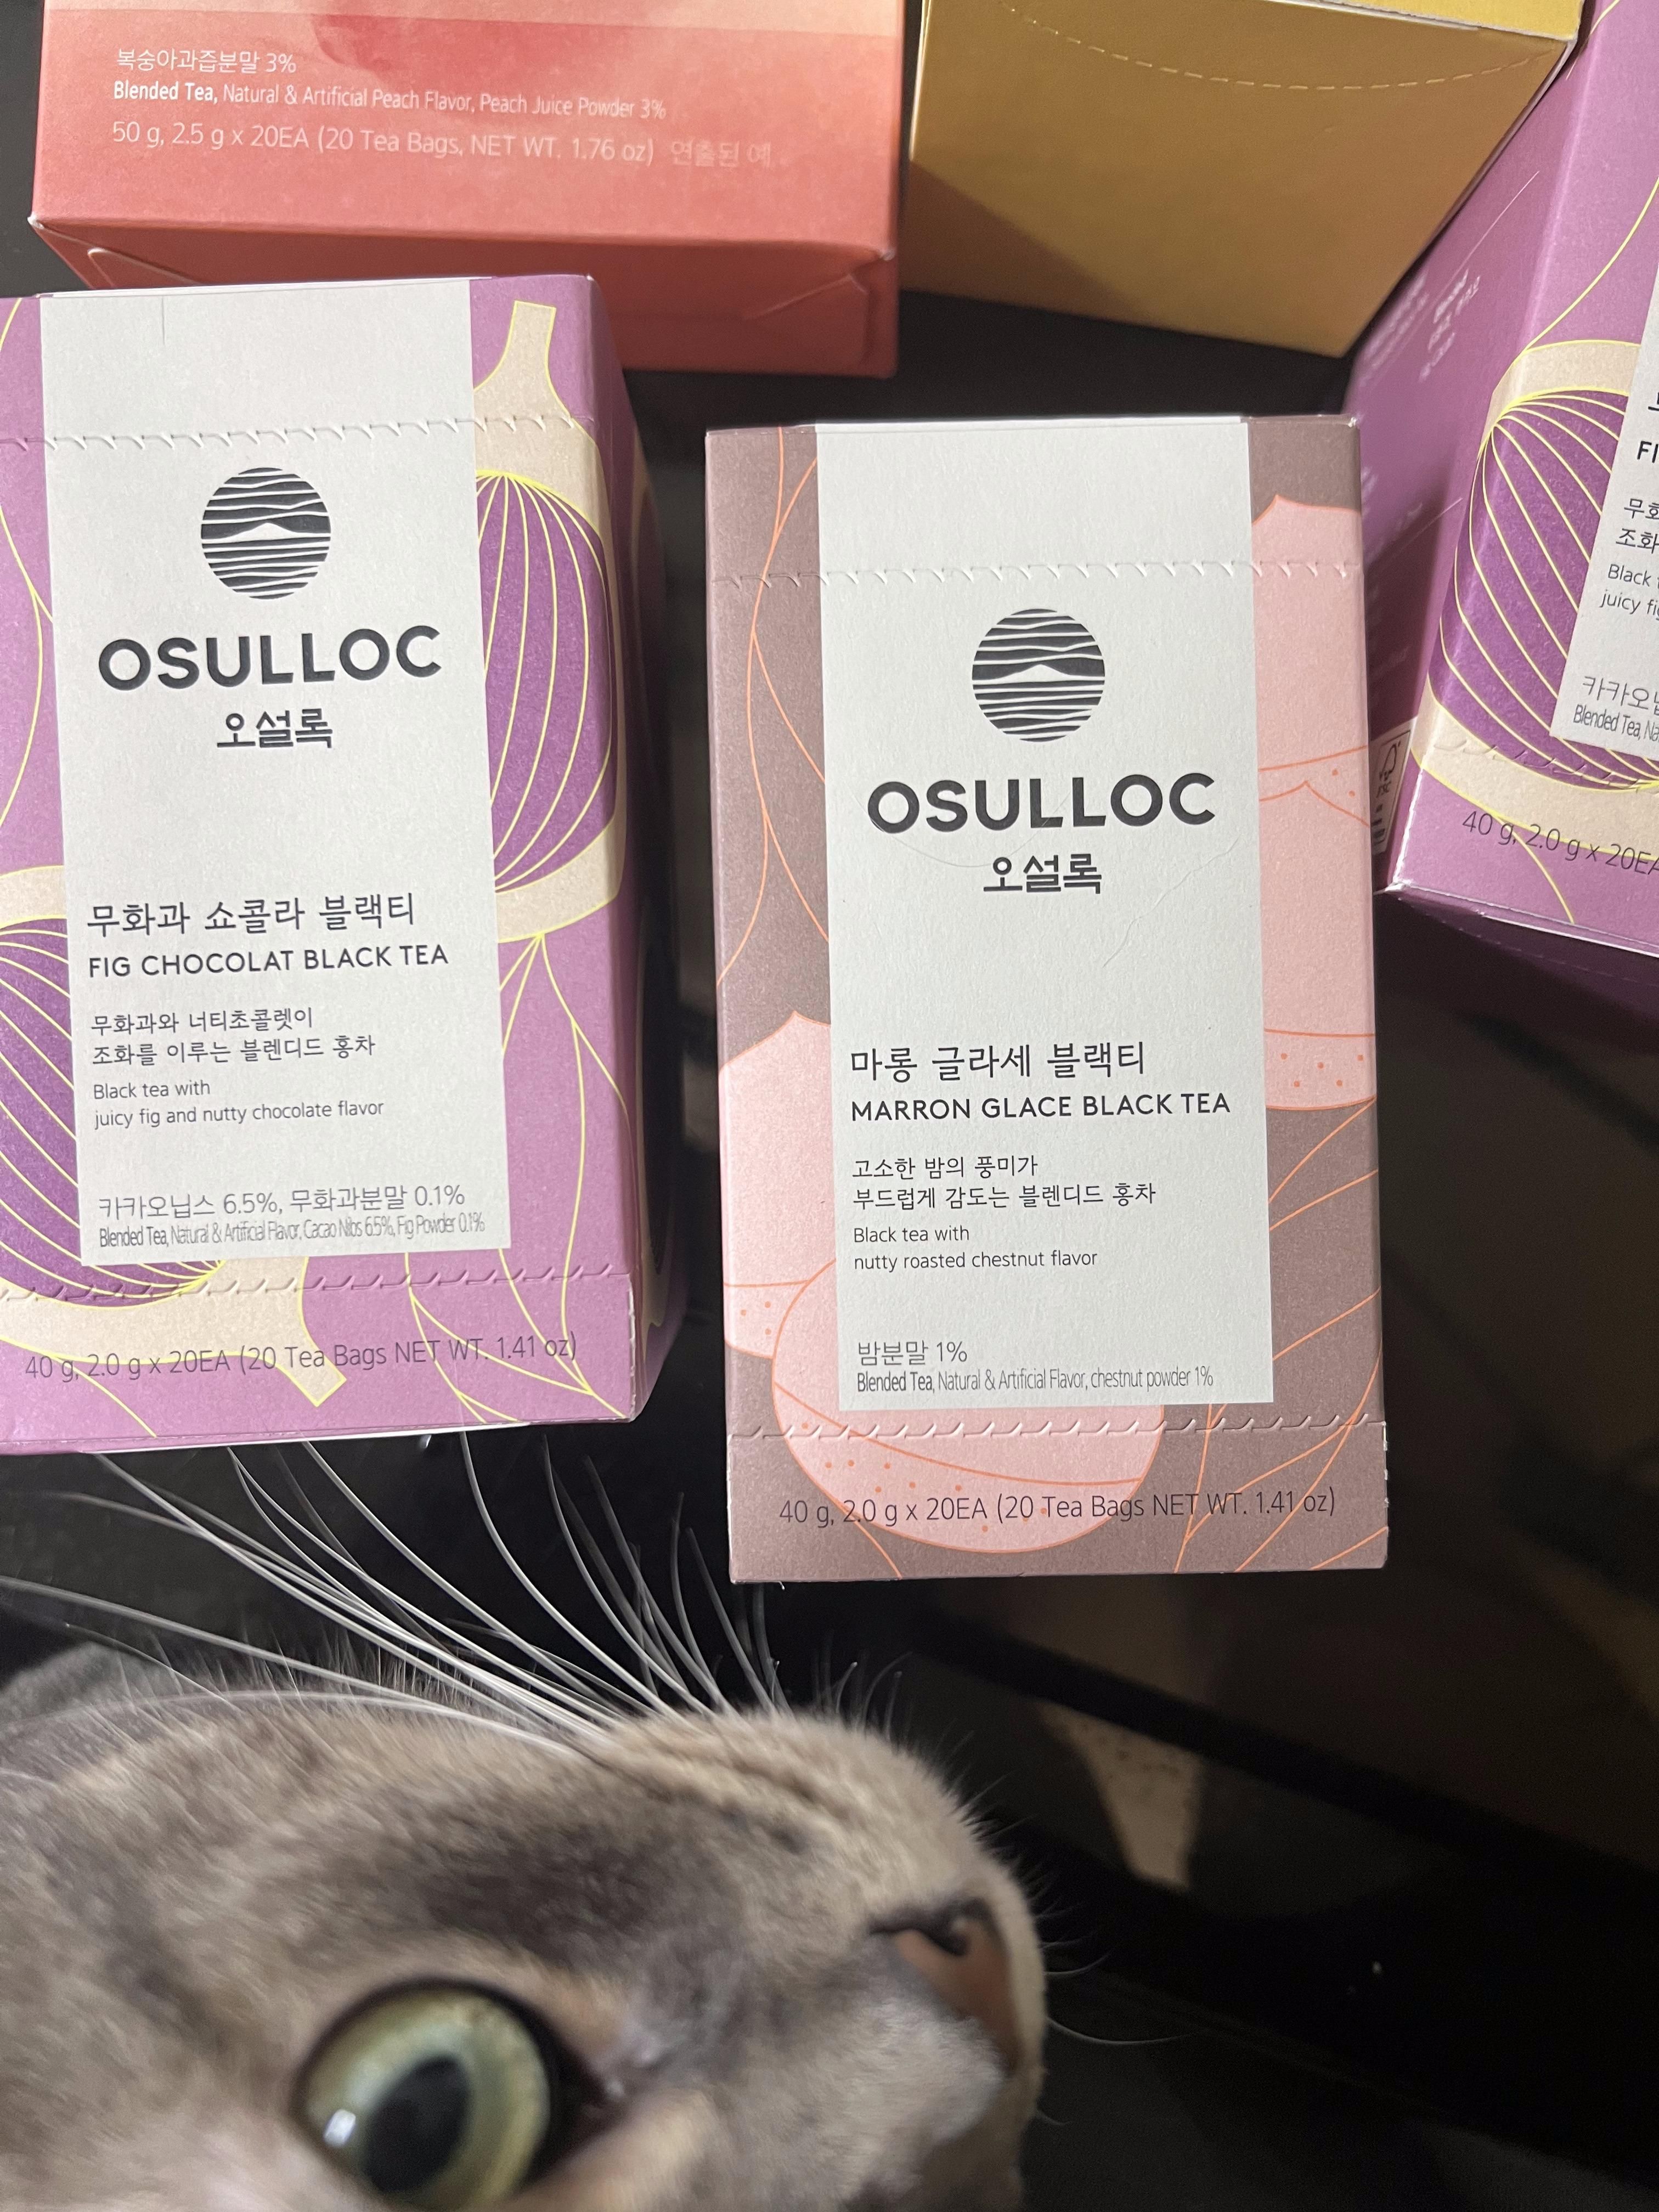 복숭아과즙분말 3%
Blended Tea, Natural & Artificial Peach Flavor, Peach Juice Powder 3%
50 g, 2.5 g x 20EA (20 Tea Bags, NET WT. 1.76 oz) 연출된 예.
OSULLOC
오설록
무화과 쇼콜라 블랙티
FIG CHOCOLAT BLACK TEA
무화과와 너티초콜렛이
조화를 이루는 블렌디드 홍차
Black tea with
juicy fig and nutty chocolate flavor
카카오닙스 6.5%, 무화과분말 0.1%
Blended Tea, Natural & Artificial Flavor, Cacao Nibs 6.5%, Fig Powder 0.1%
40 g, 2.0 g x 20EA (20 Tea Bags NET WT. 1.41 oz)
OSULLOC
오설록
마롱 글라세 블랙티
MARRON GLACE BLACK TEA
고소한 밤의 풍미가
부드럽게 감도는 블렌디드 홍차
Black tea with
nutty roasted chestnut flavor
밤분말 1%
Blended Tea, Natural & Artificial Flavor, chestnut powder 1%
40 g, 2.0 g x 20EA (20 Tea Bags NET WT. 1.41 oz)
Black
juicy
카카오닙
Blended Tea,
40 g, 2.0 g x 20EA